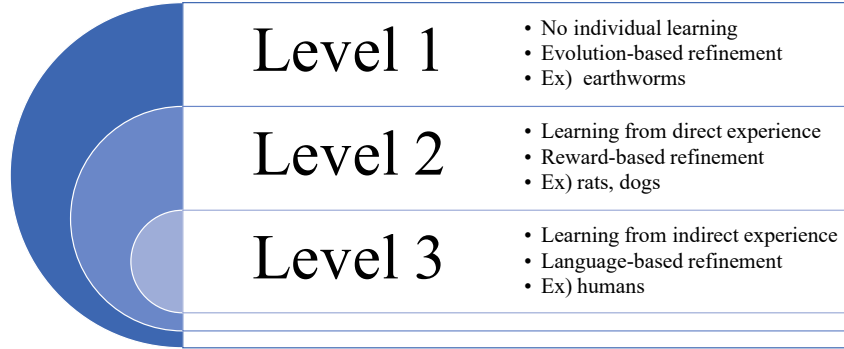 Level 1
• No individual learning
• Evolution-based refinement
• Ex) earthworms
Level 2
• Learning from direct experience
• Reward-based refinement
• Ex) rats, dogs
Level 3
• Learning from indirect experience
• Language-based refinement
• Ex) humans